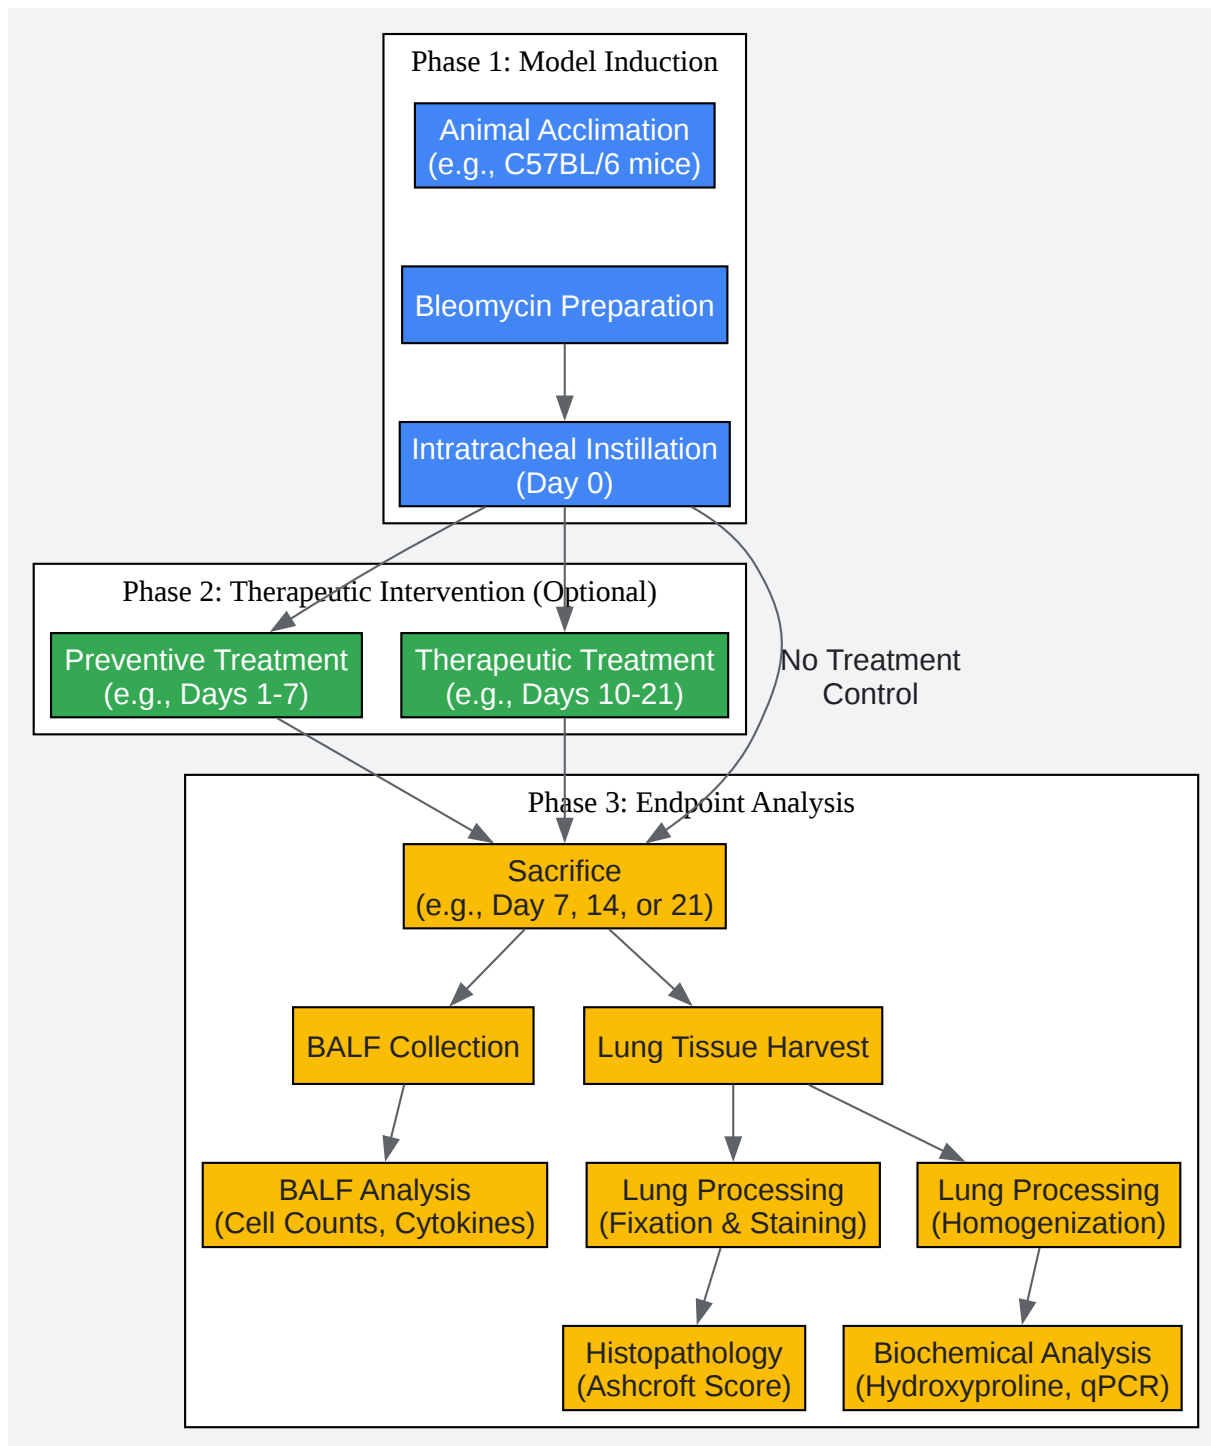 Phase 1: Model Induction
Animal Acclimation
(e.g., C57BL/6 mice)
Bleomycin Preparation
Intratracheal Instillation
(Day 0)
Phase 2: Therapeutic Intervention (Optional)
Preventive Treatment
(e.g., Days 1-7)
Therapeutic Treatment
(e.g., Days 10-21)
No Treatment
Control
Phase 3: Endpoint Analysis
Sacrifice
(e.g., Day 7, 14, or 21)
BALF Collection
Lung Tissue Harvest
BALF Analysis
(Cell Counts, Cytokines)
Lung Processing
(Fixation & Staining)
Lung Processing
(Homogenization)
Histopathology
(Ashcroft Score)
Biochemical Analysis
(Hydroxyproline, qPCR)